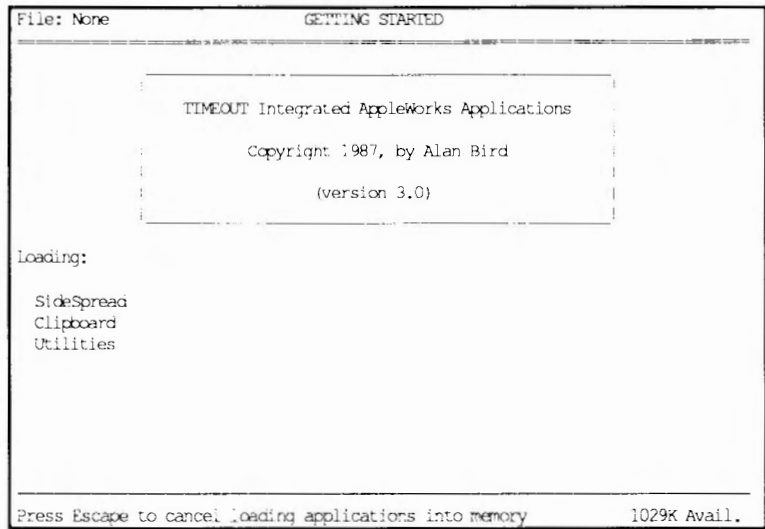 File: None GETTING STARTED
TIMEOUT Integrated AppleWorks Applications
Copyright 1987, by Alan Bird
(version 3.0)
Loading:
SideSpread
Clipboard
Utilities
Press Escape to cancel loading applications into memory 1029K Avail.